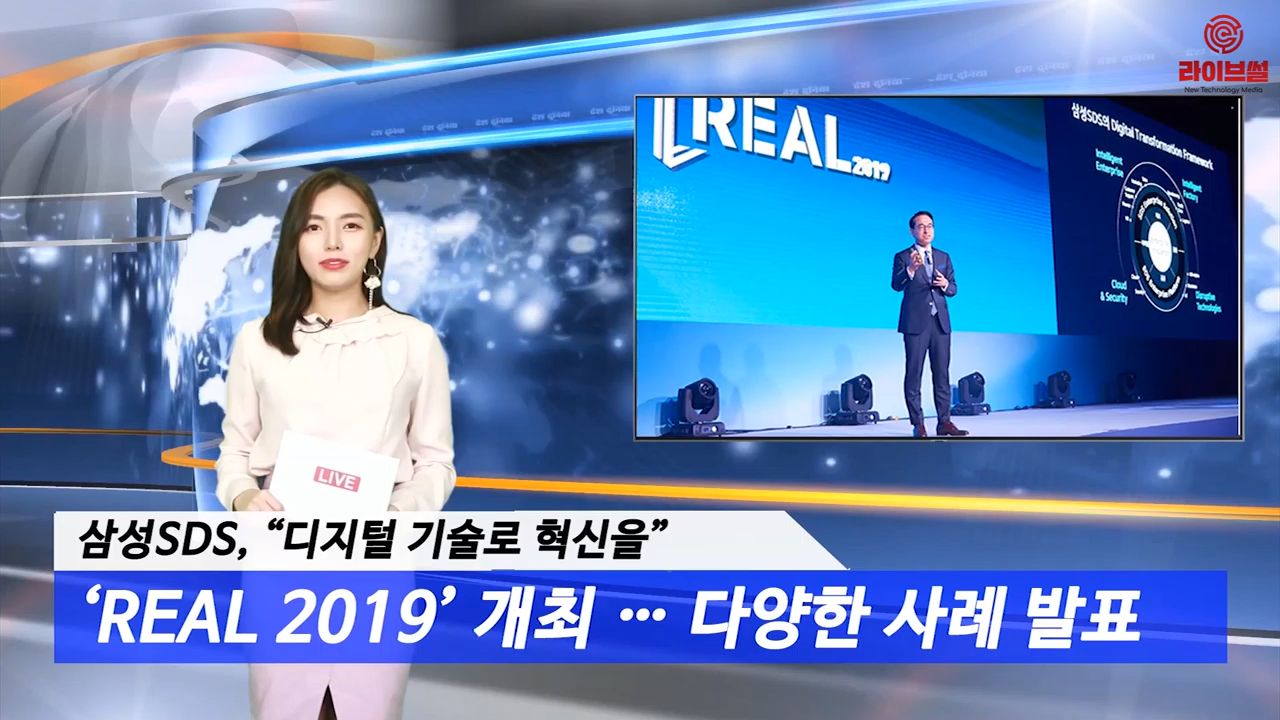 라이브썰
New Technology Media
REAL 2019
삼성SDS의 Digital Transformation Framework
Intelligent
Enterprise
Intelligent
Factory
Cloud
& Security
Disruptive
Technologies
LIVE
삼성SDS, “디지털 기술로 혁신을”
‘REAL 2019’ 개최 ··· 다양한 사례 발표